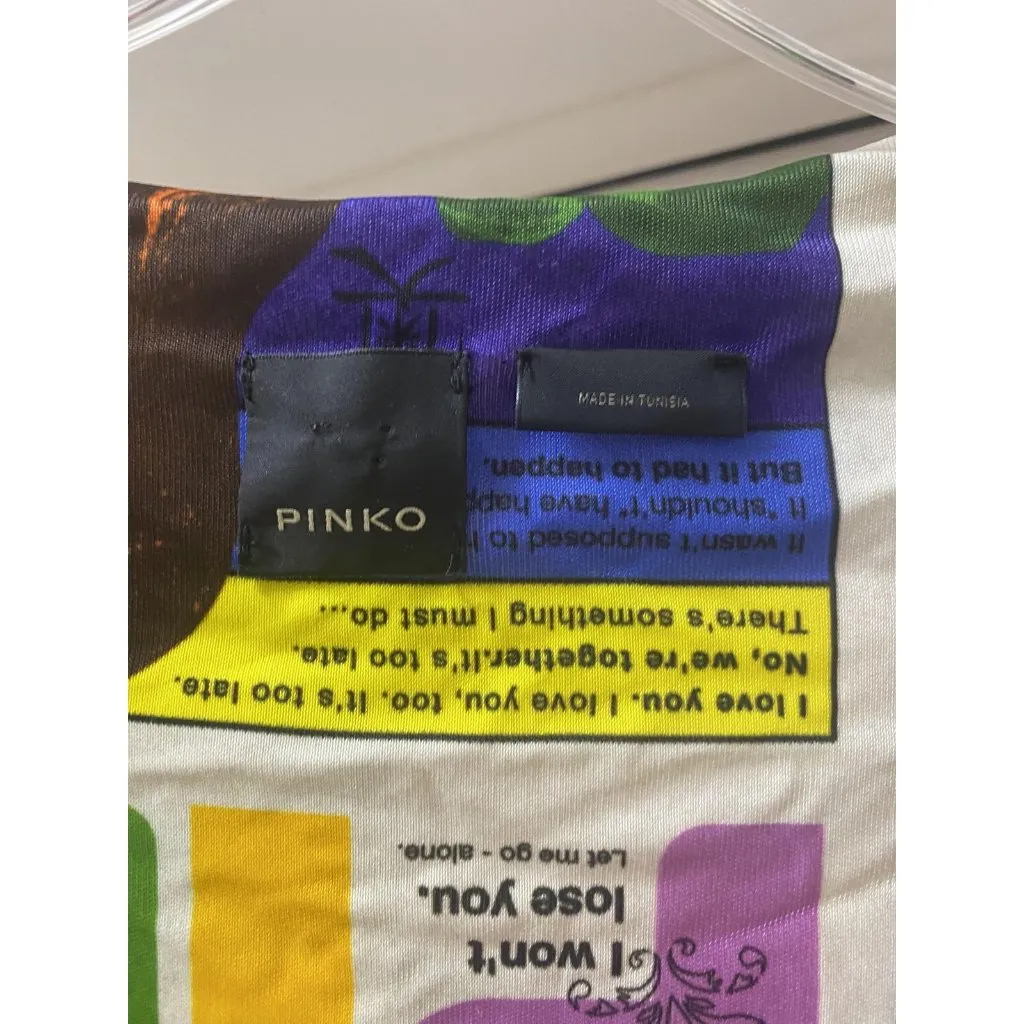 PINKO
MADE IN TUNISIA
It wasn't supposed to
It "shouldn't" have
But it had to happen.
I love you. I love you, too. It's too late.
No, we're together.It's too late.
There's something I must do...
I won't
lose you.
Let me go - alone.